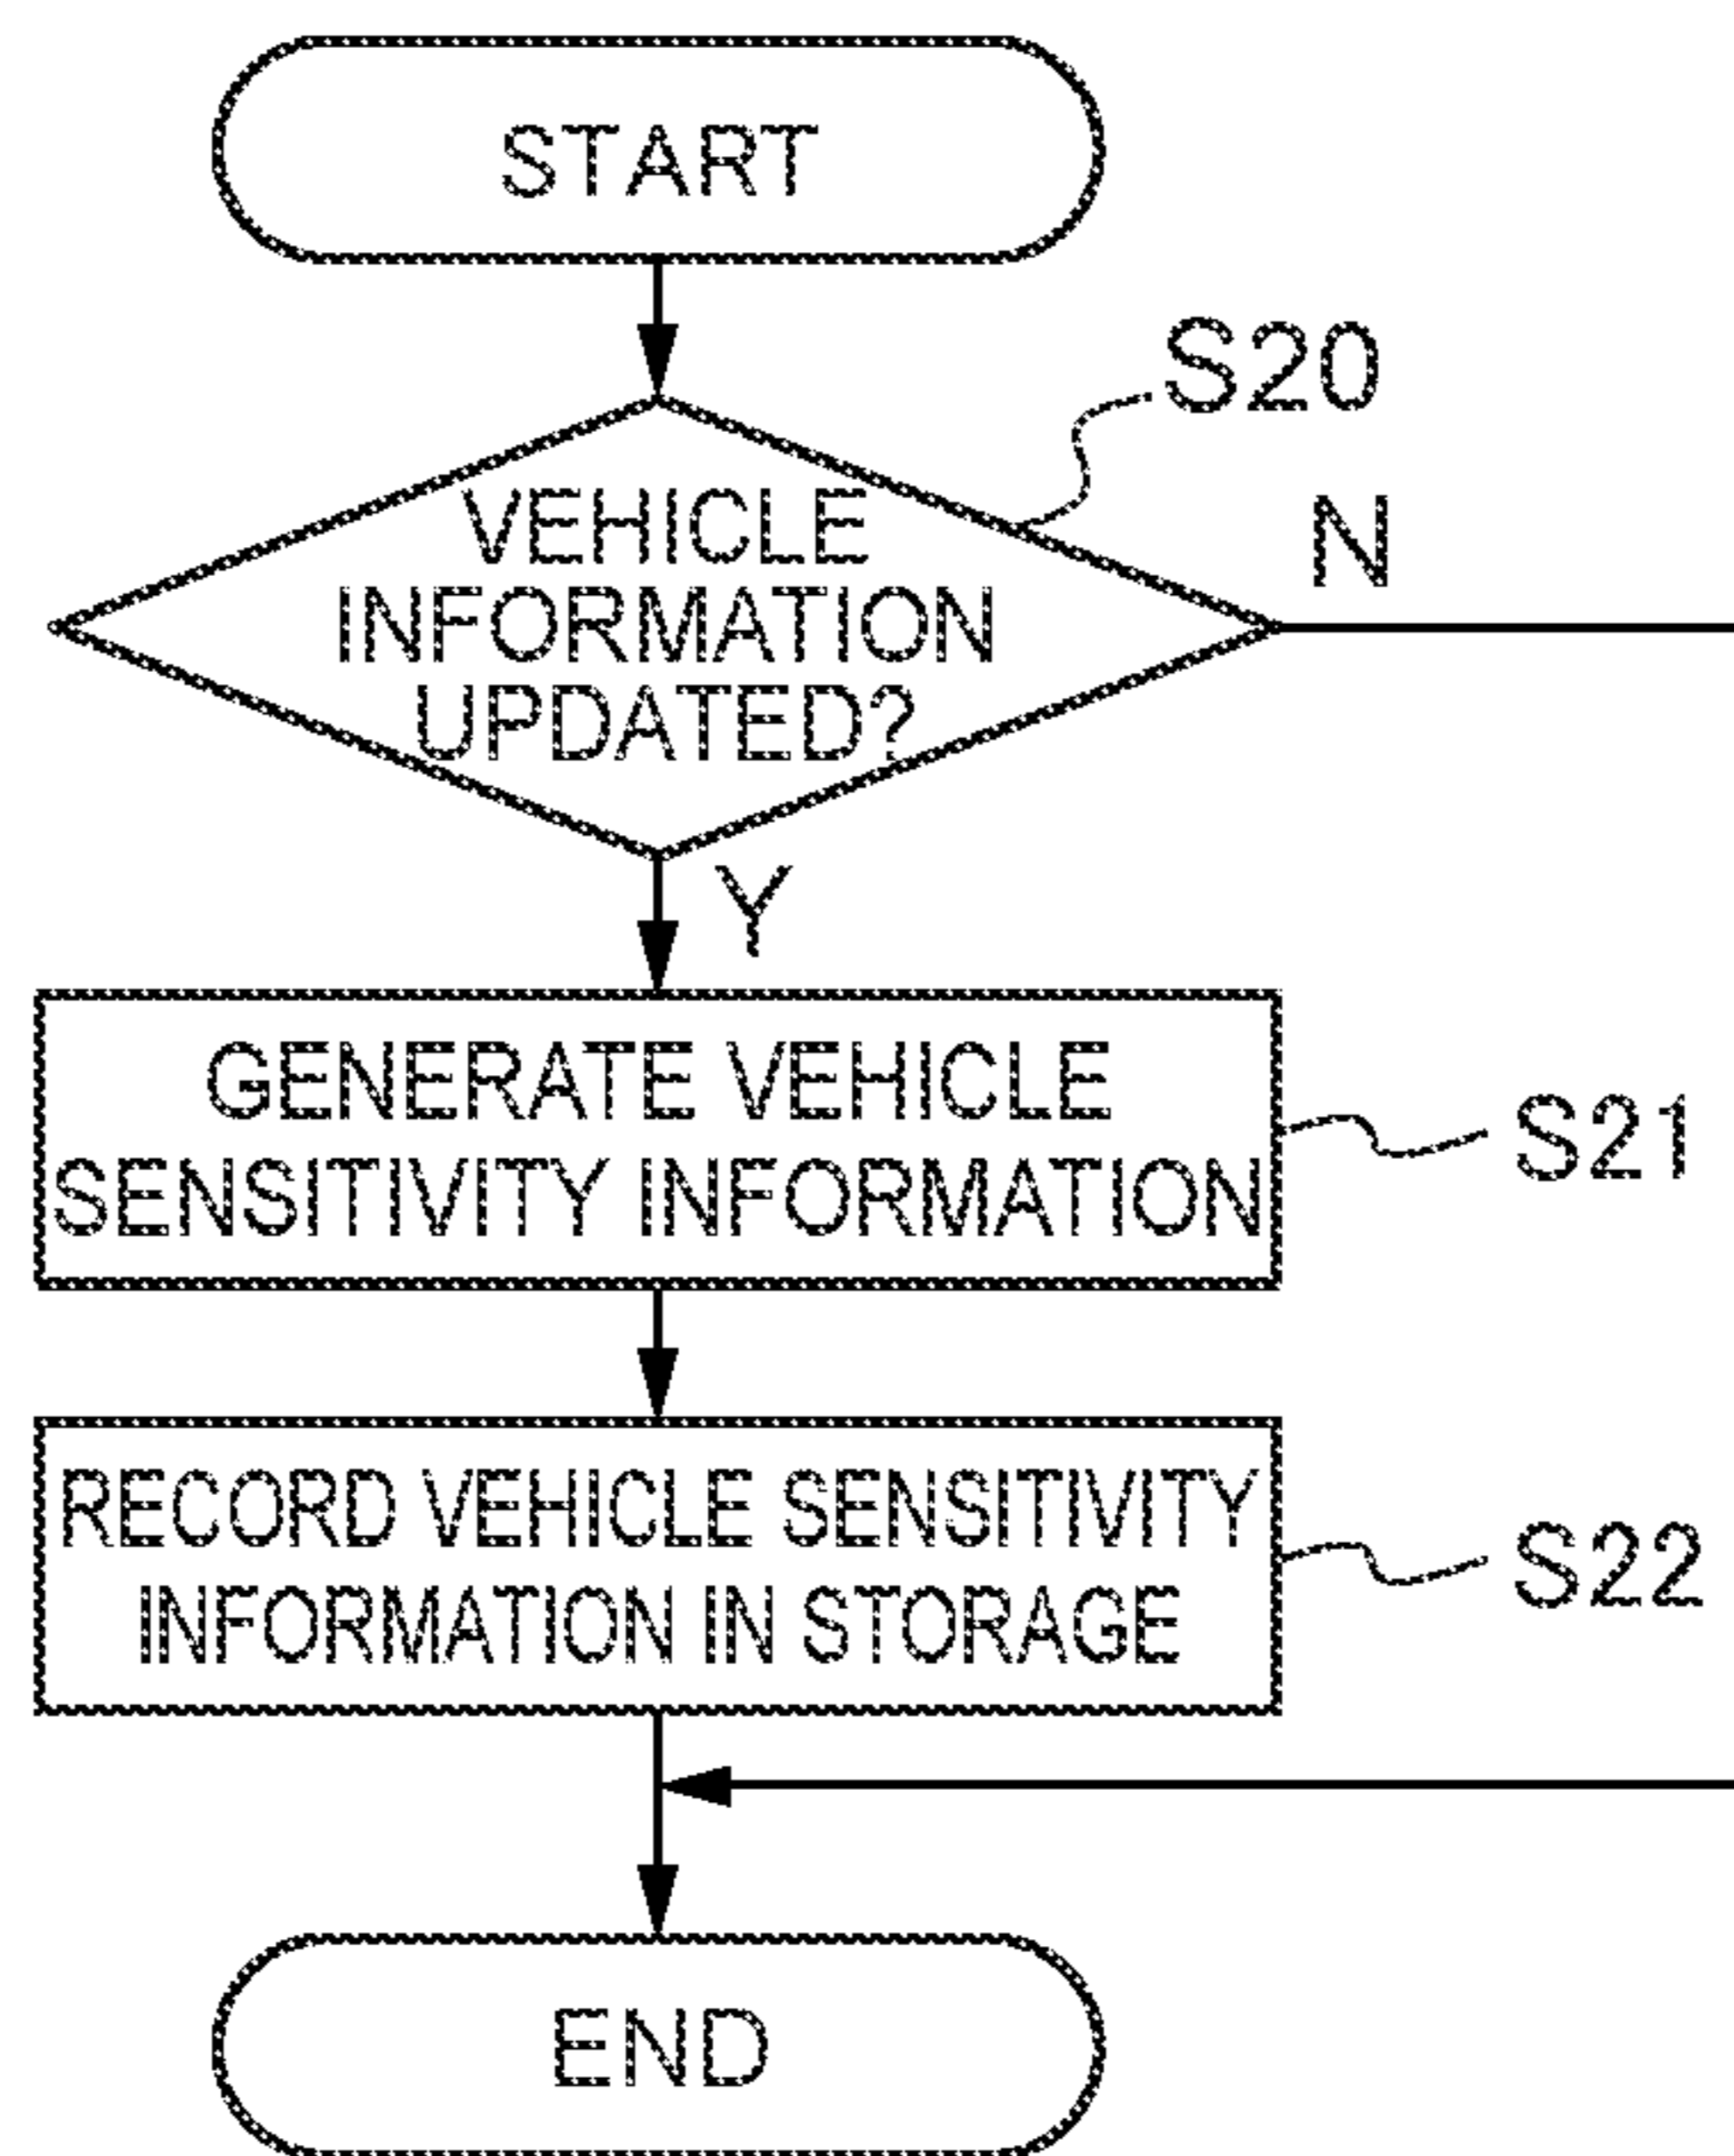 START
S20
VEHICLE
INFORMATION
UPDATED?
N
Y
GENERATE VEHICLE
SENSITIVITY INFORMATION
S21
RECORD VEHICLE SENSITIVITY
INFORMATION IN STORAGE
S22
END